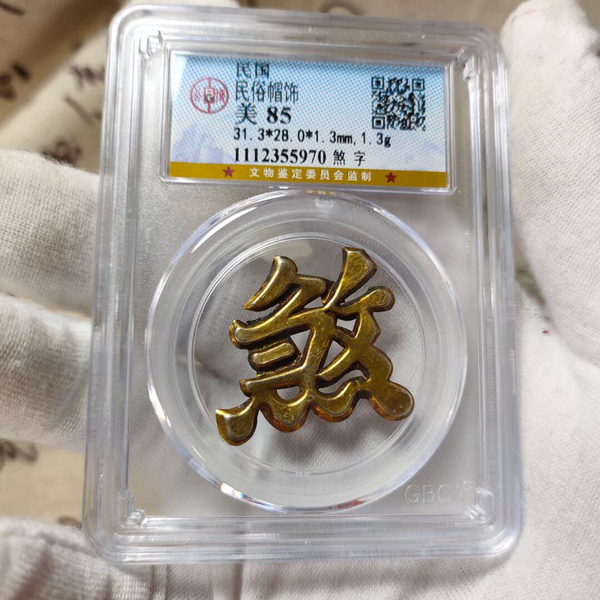 民国
民俗帽饰
美 85
31.3*28.0*1.3mm,1.3g
1112355970 煞字
★ 文物鉴定委员会监制 ★
煞
GBCA